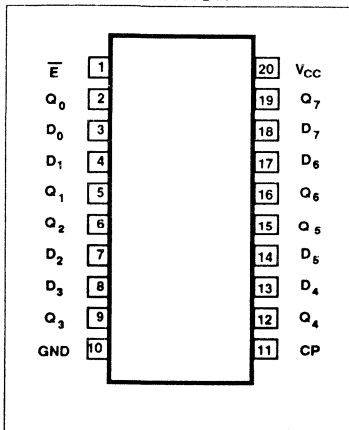 E̅ 1 20 VCC
Q0 2 19 Q7
D0 3 18 D7
D1 4 17 D6
Q1 5 16 Q6
Q2 6 15 Q5
D2 7 14 D5
D3 8 13 D4
Q3 9 12 Q4
GND 10 11 CP